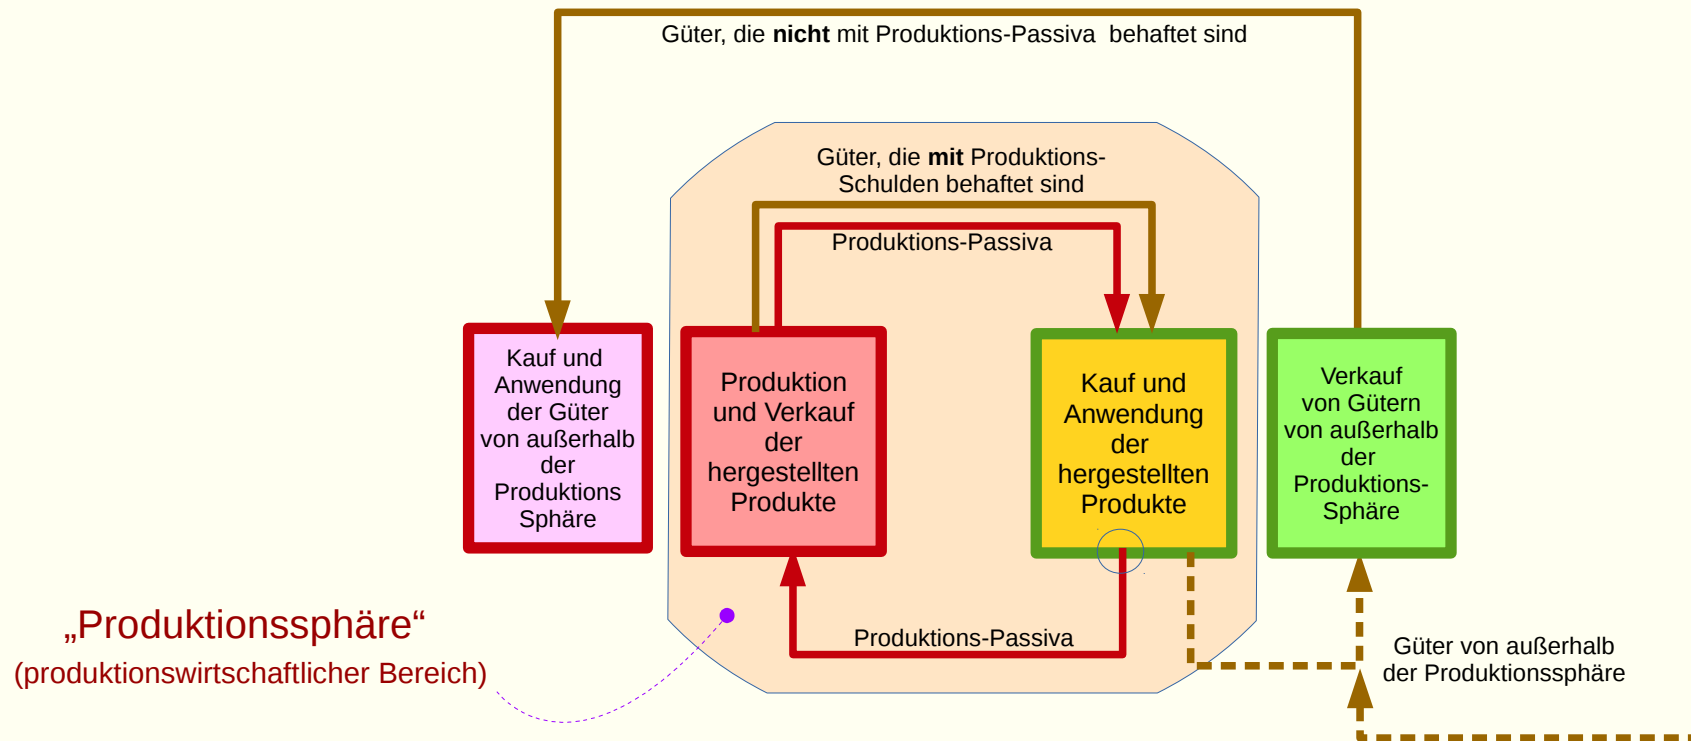 Güter, die nicht mit Produktions-Passiva behaftet sind
Güter, die mit Produktions-
Schulden behaftet sind
Produktions-Passiva
Kauf und
Anwendung
der Güter
von außerhalb
der
Produktions
Sphäre
Produktion
und Verkauf
der
hergestellten
Produkte
Kauf und
Anwendung
der
hergestellten
Produkte
Verkauf
von Gütern
von außerhalb
der
Produktions-
Sphäre
„Produktionssphäre“
(produktionswirtschaftlicher Bereich)
Produktions-Passiva
Güter von außerhalb
der Produktionssphäre